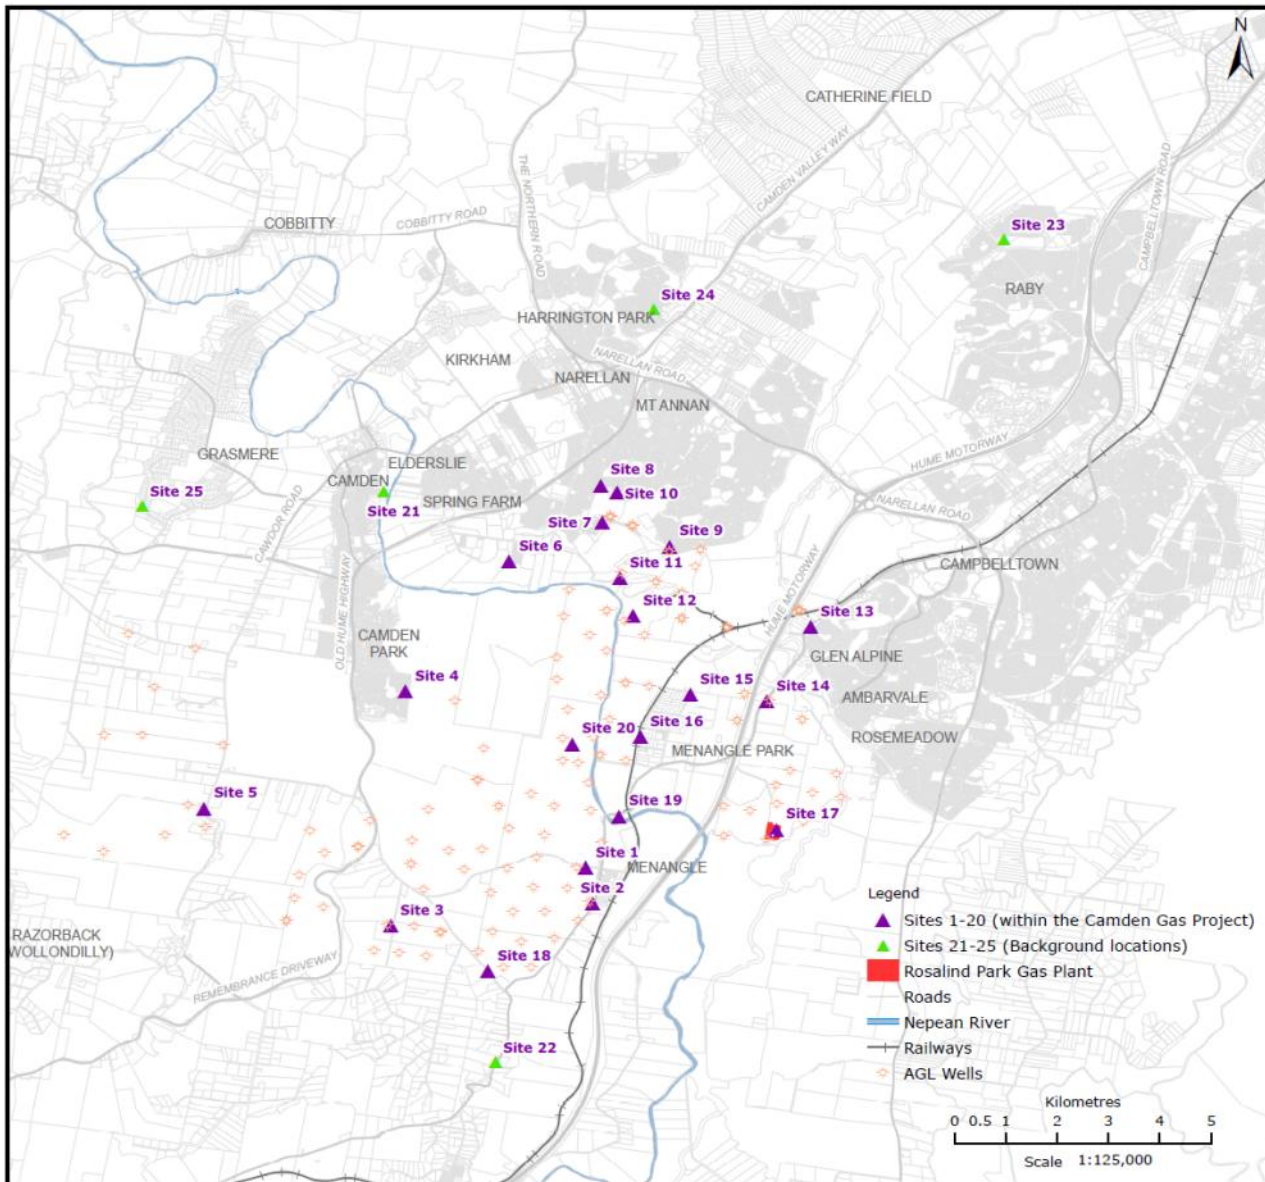 N
CATHERINE FIELD
CAMDEN VALLEY WAY
CAMPBELLTOWN ROAD
THE NORTHERN ROAD
COBBITTY
COBBITTY ROAD
Site 23
RABY
Site 24
HARRINGTON PARK
KIRKHAM
NARELLAN ROAD
NARELLAN
MT ANNAN
GRASMERE
ELDERSLIE
HUME MOTORWAY
CAMDEN
Site 8
Site 25
SPRING FARM
Site 10
NARELLAN ROAD
Site 21
CAWDOR ROAD
Site 7
Site 9
Site 6
Site 11
CAMPBELLTOWN
HUME MOTORWAY
OLD HUME HIGHWAY
Site 12
Site 13
CAMDEN
PARK
GLEN ALPINE
Site 4
Site 15
Site 14
AMBARVALE
Site 20
Site 16
ROSEMEADOW
MENANGLE PARK
Site 5
Site 19
Site 17
Site 1
MENANGLE
Site 2
Site 3
RAZORBACK
WOLLONDILLY)
REMEMBRANCE DRIVEWAY
Site 18
Site 22
Legend
Sites 1-20 (within the Camden Gas Project)
Sites 21-25 (Background locations)
Rosalind Park Gas Plant
Roads
Nepean River
Railways
AGL Wells
Kilometres
0 0.5 1 2 3 4 5
Scale 1:125,000